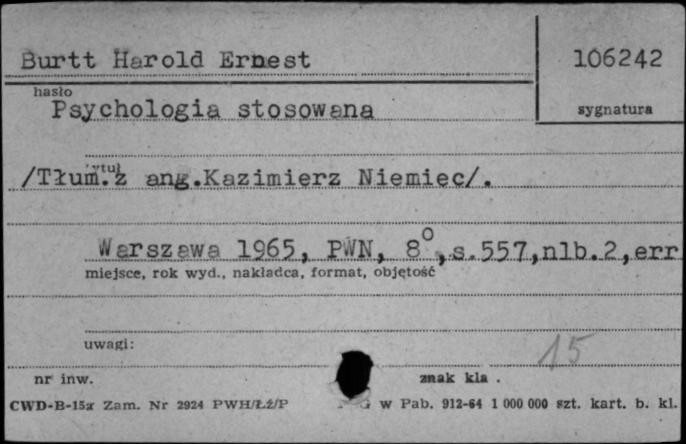 Burtt Harold Ernest
106242
hasło
Psychologia stosowana
sygnatura
tytuł
/Tłum.z ang.Kazimierz Niemiec/.
Warszawa 1965, PWN, 8°,s.557,nlb.2,err
miejsce, rok wyd., nakładca, format, objętość
uwagi:
15
nr inw.
znak kla .
CWD-B-15a Zam. Nr 2924 PWH/Łź/P G w Pab. 912-64 1 000 000 szt. kart. b. kl.